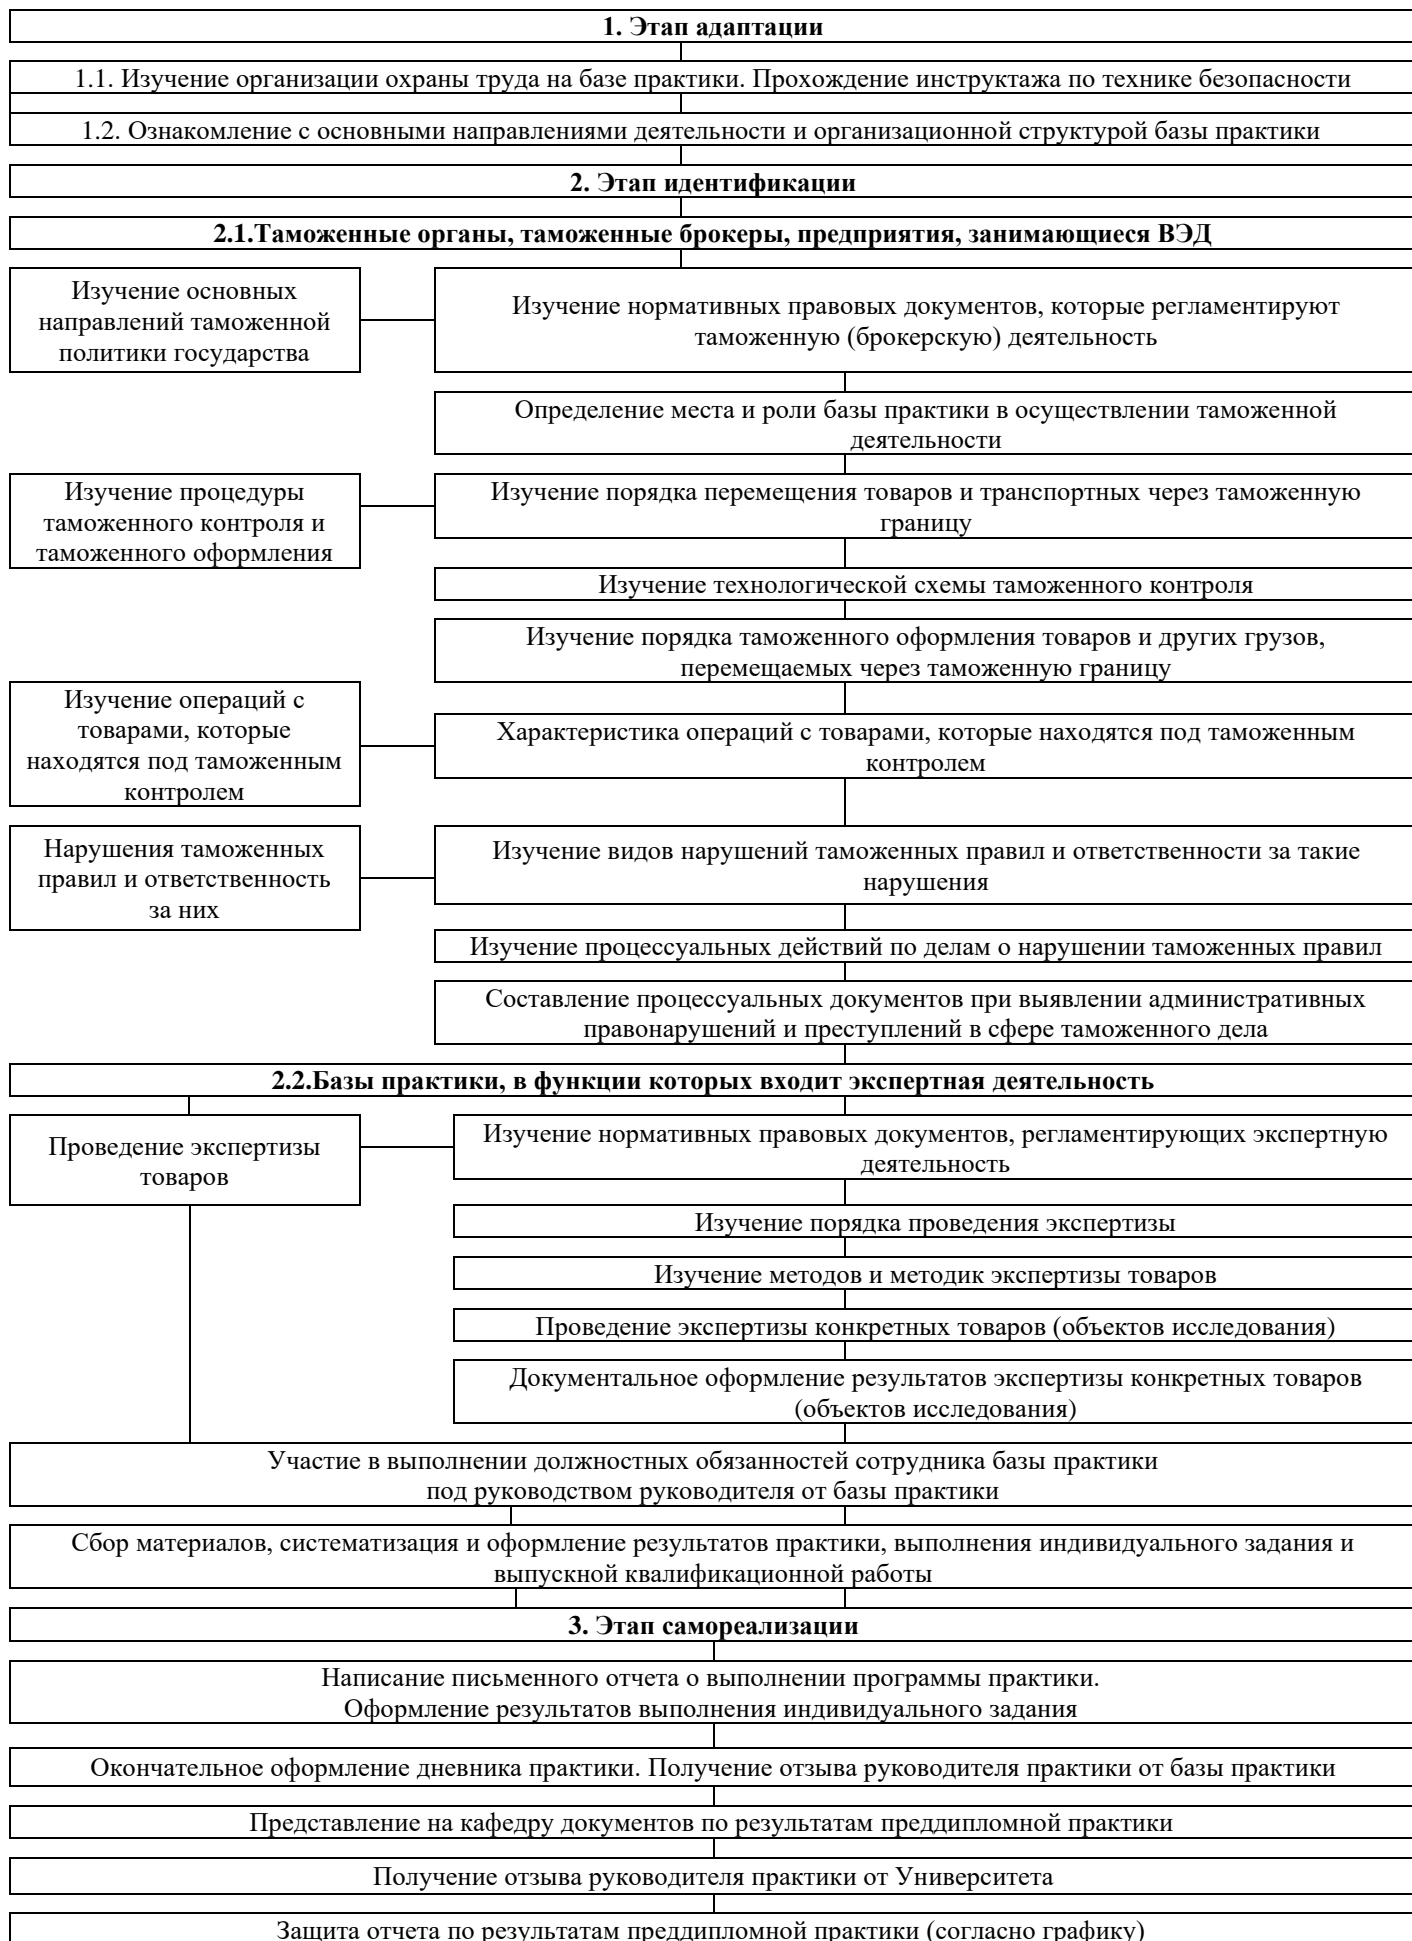 1. Этап адаптации
1.1. Изучение организации охраны труда на базе практики. Прохождение инструктажа по технике безопасности
1.2. Ознакомление с основными направлениями деятельности и организационной структурой базы практики
2. Этап идентификации
2.1.Таможенные органы, таможенные брокеры, предприятия, занимающиеся ВЭД
Изучение основных
направлений таможенной
политики государства
Изучение нормативных правовых документов, которые регламентируют
таможенную (брокерскую) деятельность
Определение места и роли базы практики в осуществлении таможенной
деятельности
Изучение процедуры
таможенного контроля и
таможенного оформления
Изучение порядка перемещения товаров и транспортных через таможенную
границу
Изучение технологической схемы таможенного контроля
Изучение порядка таможенного оформления товаров и других грузов,
перемещаемых через таможенную границу
Изучение операций с
товарами, которые
находятся под таможенным
контролем
Характеристика операций с товарами, которые находятся под таможенным
контролем
Нарушения таможенных
правил и ответственность
за них
Изучение видов нарушений таможенных правил и ответственности за такие
нарушения
Изучение процессуальных действий по делам о нарушении таможенных правил
Составление процессуальных документов при выявлении административных
правонарушений и преступлений в сфере таможенного дела
2.2.Базы практики, в функции которых входит экспертная деятельность
Проведение экспертизы
товаров
Изучение нормативных правовых документов, регламентирующих экспертную
деятельность
Изучение порядка проведения экспертизы
Изучение методов и методик экспертизы товаров
Проведение экспертизы конкретных товаров (объектов исследования)
Документальное оформление результатов экспертизы конкретных товаров
(объектов исследования)
Участие в выполнении должностных обязанностей сотрудника базы практики
под руководством руководителя от базы практики
Сбор материалов, систематизация и оформление результатов практики, выполнения индивидуального задания и
выпускной квалификационной работы
3. Этап самореализации
Написание письменного отчета о выполнении программы практики.
Оформление результатов выполнения индивидуального задания
Окончательное оформление дневника практики. Получение отзыва руководителя практики от базы практики
Представление на кафедру документов по результатам преддипломной практики
Получение отзыва руководителя практики от Университета
Защита отчета по результатам преддипломной практики (согласно графику)